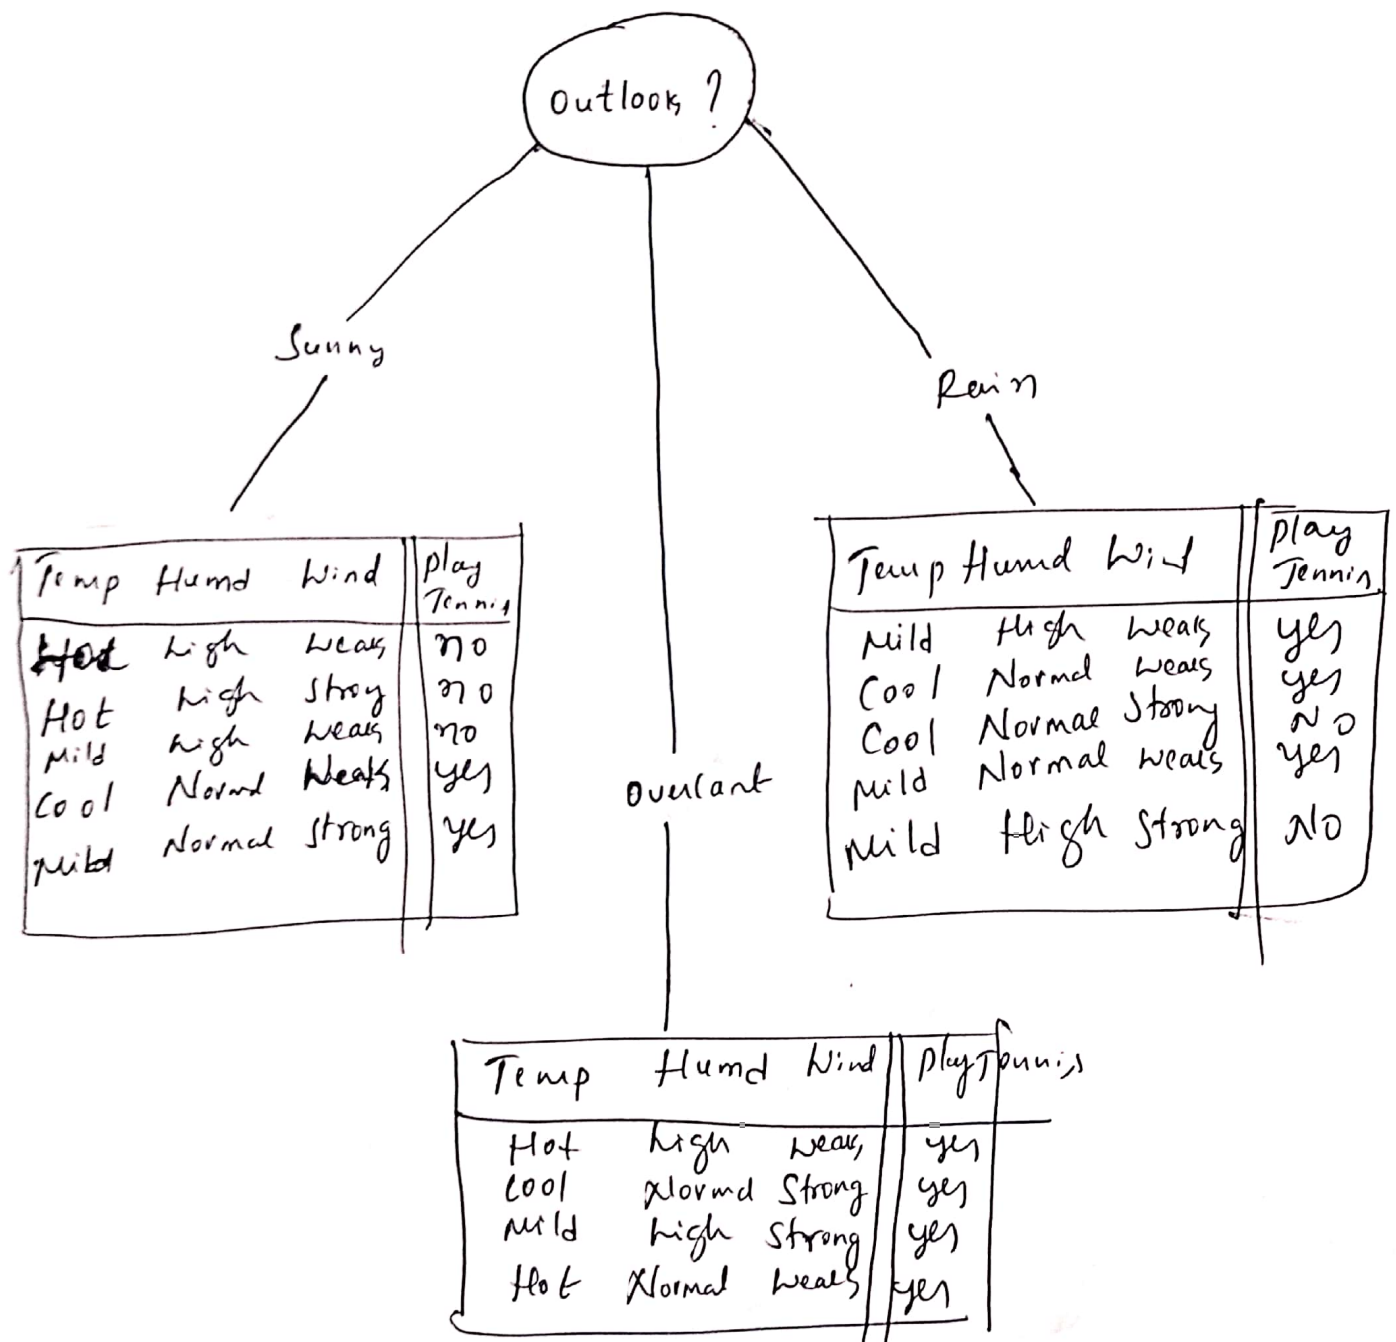 Outlook ?
Sunny
Rain
Temp Humd Wind Play Tennis
Hot high Weak no
Hot high Strog no
Mild high Weak no
Cool Normal Weak yes
Mild Normal Strong yes
Temp Humd Wind Play Tennis
Mild High Weak yes
Cool Normal Weak yes
Cool Normal Strong NO
Mild Normal Weak yes
Mild High Strong No
Overcast
Temp Humd Wind Play Tennis
Hot high Weak yes
Cool Normal Strong yes
Mild high Strong yes
Hot Normal Weak yes